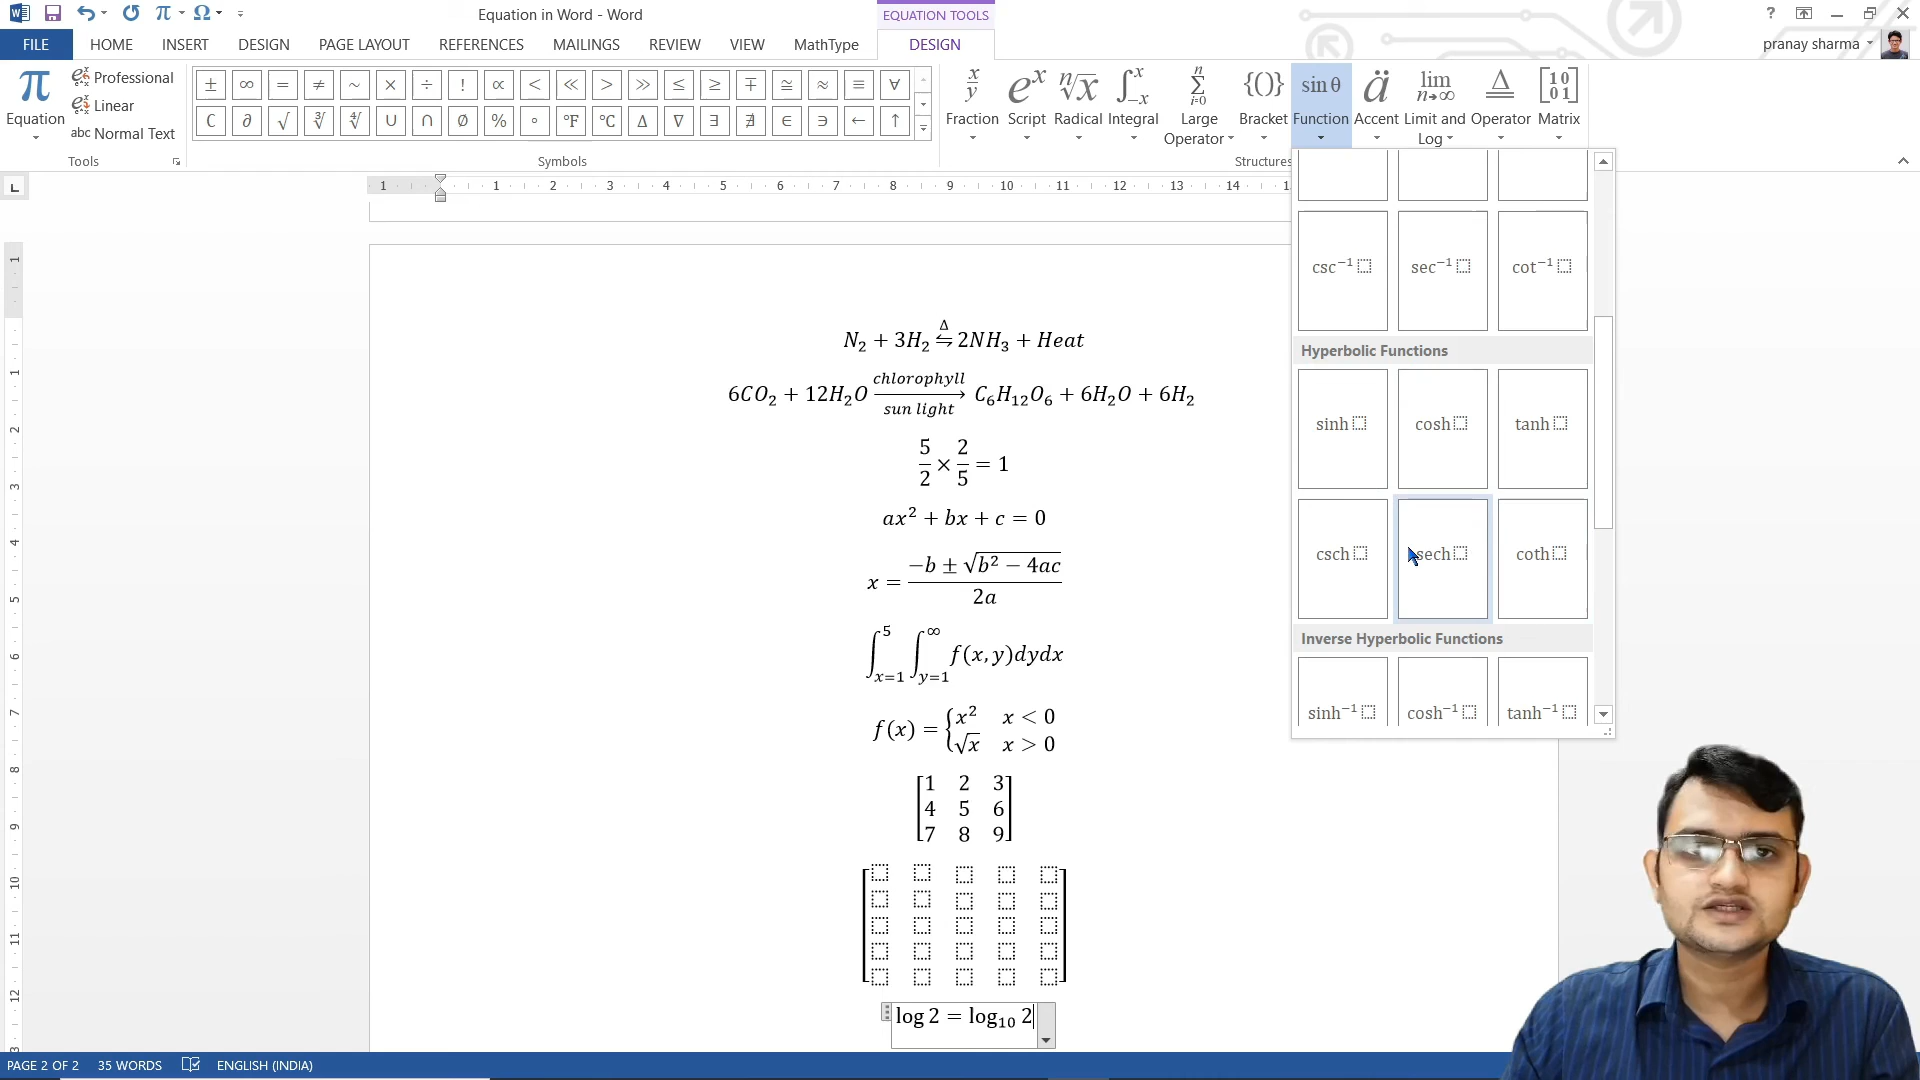 Equation in Word - Word
EQUATION TOOLS
FILE HOME INSERT DESIGN PAGE LAYOUT REFERENCES MAILINGS REVIEW VIEW MathType DESIGN
pranay sharma
π
Equation
Professional
Linear
abc Normal Text
Tools
± ∞ = ≠ ~ × ÷ ! ∝ < ≪ > ≫ ≤ ≥ ∓ ≅ ≈ ≡ ∀
∁ ∂ √ ∛ ∜ ∪ ∩ ∅ % ° °F °C ∆ ∇ ∃ ∄ ∈ ∋ ← ↑
Symbols
Fraction Script Radical Integral Large Operator Bracket Function Accent Limit and Log Operator Matrix
Structures
csc⁻¹ sec⁻¹ cot⁻¹
Hyperbolic Functions
sinh cosh tanh
csch sech coth
Inverse Hyperbolic Functions
sinh⁻¹ cosh⁻¹ tanh⁻¹
N₂ + 3H₂ ⇋ 2NH₃ + Heat
Δ
6CO₂ + 12H₂O chlorophyll → sun light C₆H₁₂O₆ + 6H₂O + 6H₂
5/2 × 2/5 = 1
ax² + bx + c = 0
x = (−b ± √(b² − 4ac))/2a
∫_{x=1}^{5} ∫_{y=1}^{∞} f(x, y)dydx
f(x) = { x² x < 0
√x x > 0
[1 2 3
4 5 6
7 8 9]
log 2 = log₁₀ 2
PAGE 2 OF 2 35 WORDS ENGLISH (INDIA)